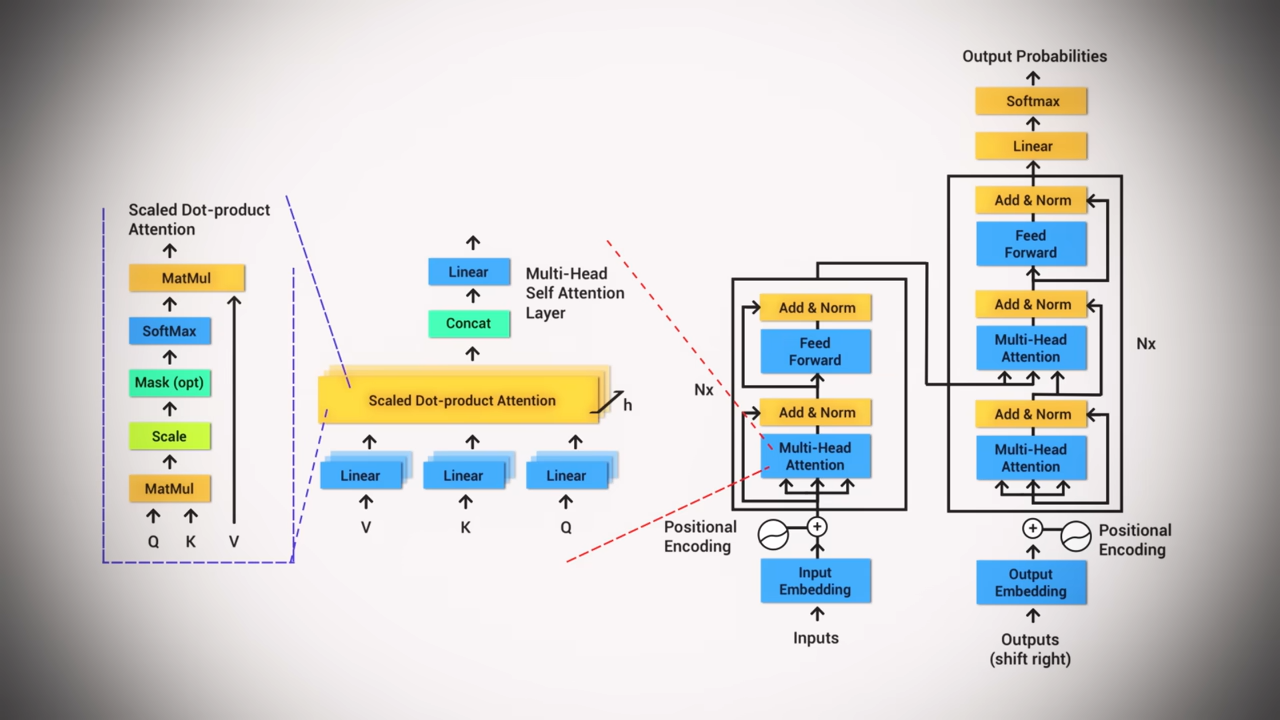 Scaled Dot-product
Attention
MatMul
SoftMax
Mask (opt)
Scale
MatMul
Q
K
V
Linear
Multi-Head
Self Attention
Layer
Concat
Scaled Dot-product Attention
h
Linear
Linear
Linear
V
K
Q
Add & Norm
Feed
Forward
Nx
Add & Norm
Multi-Head
Attention
Positional
Encoding
+
Input
Embedding
Inputs
Output Probabilities
Softmax
Linear
Add & Norm
Feed
Forward
Add & Norm
Multi-Head
Attention
Nx
Add & Norm
Multi-Head
Attention
+
Positional
Encoding
Output
Embedding
Outputs
(shift right)